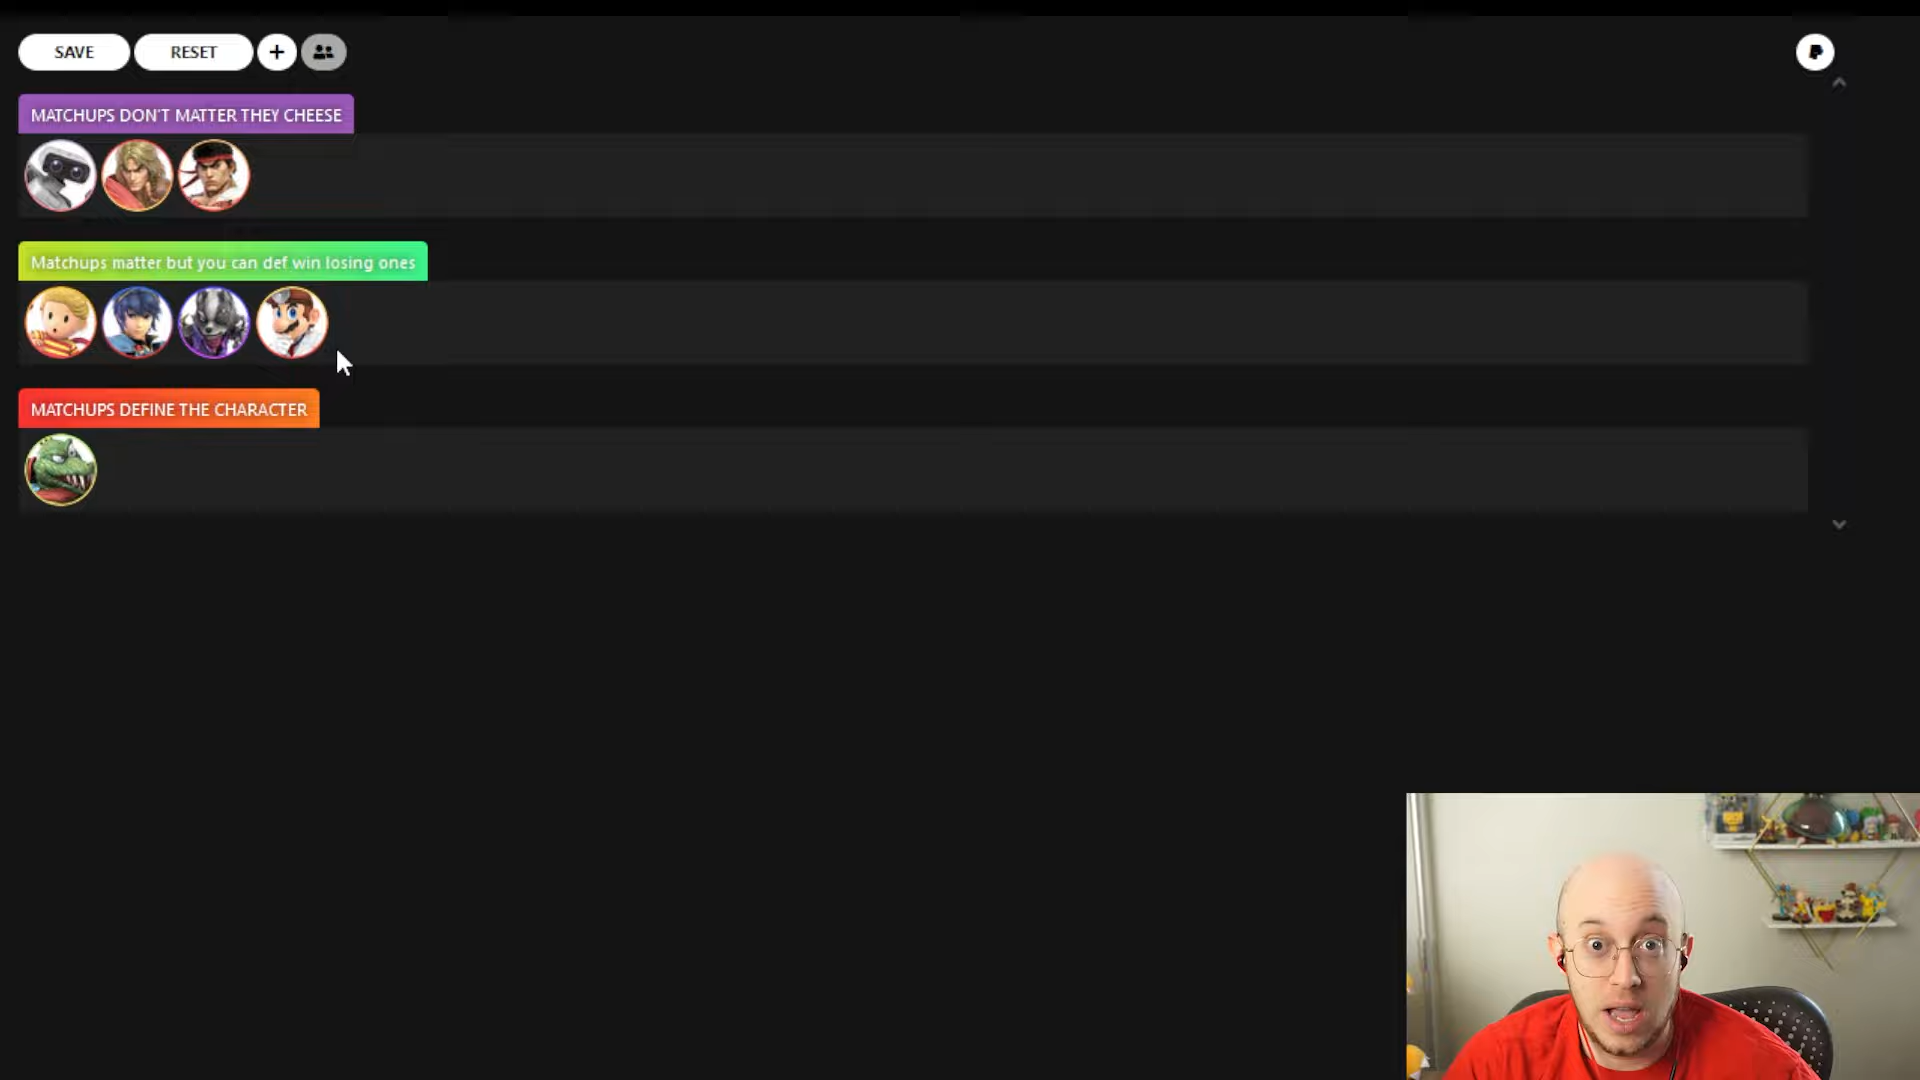 SAVE RESET +
MATCHUPS DON'T MATTER THEY CHEESE
Matchups matter but you can def win losing ones
MATCHUPS DEFINE THE CHARACTER